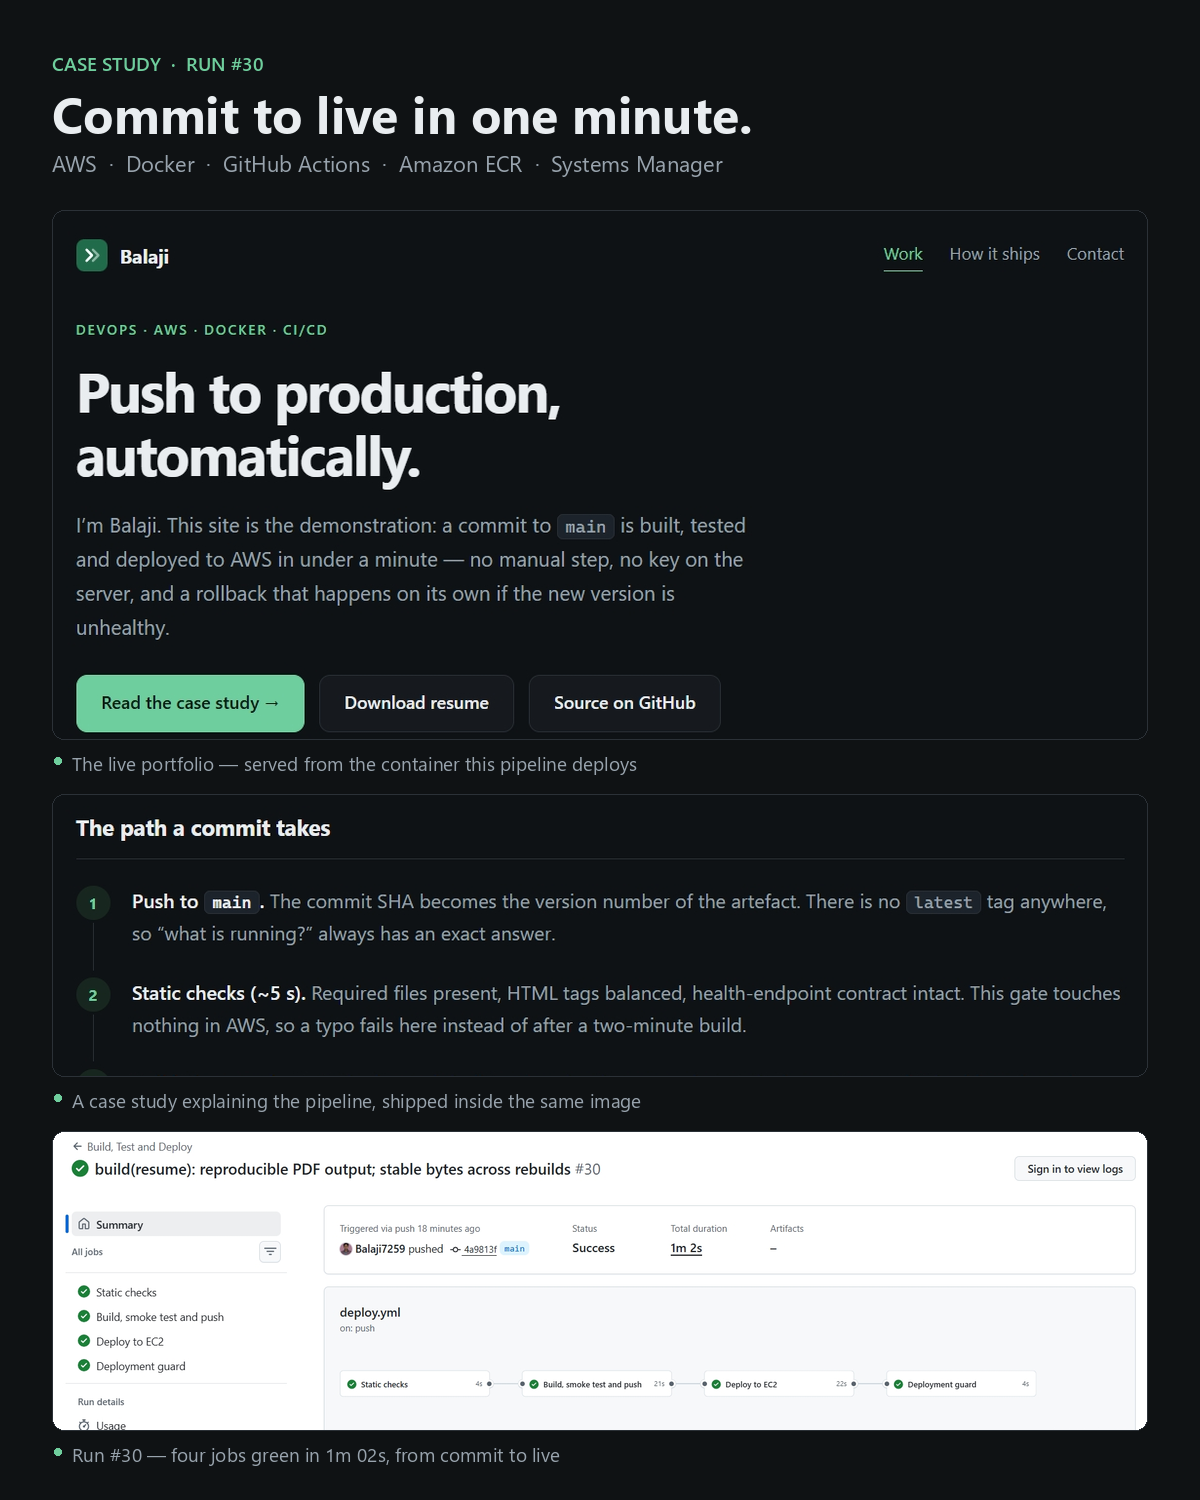 CASE STUDY · RUN #30
Commit to live in one minute.
AWS · Docker · GitHub Actions · Amazon ECR · Systems Manager
Balaji
Work How it ships Contact
DEVOPS · AWS · DOCKER · CI/CD
Push to production,
automatically.
I’m Balaji. This site is the demonstration: a commit to main is built, tested
and deployed to AWS in under a minute — no manual step, no key on the
server, and a rollback that happens on its own if the new version is
unhealthy.
Read the case study →
Download resume
Source on GitHub
The live portfolio — served from the container this pipeline deploys
The path a commit takes
1
Push to main. The commit SHA becomes the version number of the artefact. There is no latest tag anywhere,
so “what is running?” always has an exact answer.
2
Static checks (~5 s). Required files present, HTML tags balanced, health-endpoint contract intact. This gate touches
nothing in AWS, so a typo fails here instead of after a two-minute build.
A case study explaining the pipeline, shipped inside the same image
← Build, Test and Deploy
build(resume): reproducible PDF output; stable bytes across rebuilds #30
Sign in to view logs
Summary
All jobs
Static checks
Build, smoke test and push
Deploy to EC2
Deployment guard
Run details
Usage
Triggered via push 18 minutes ago
Balaji7259 pushed 4a9813f main
Status
Success
Total duration
1m 2s
Artifacts
–
deploy.yml
on: push
Static checks 4s
Build, smoke test and push 21s
Deploy to EC2 22s
Deployment guard 4s
Run #30 — four jobs green in 1m 02s, from commit to live